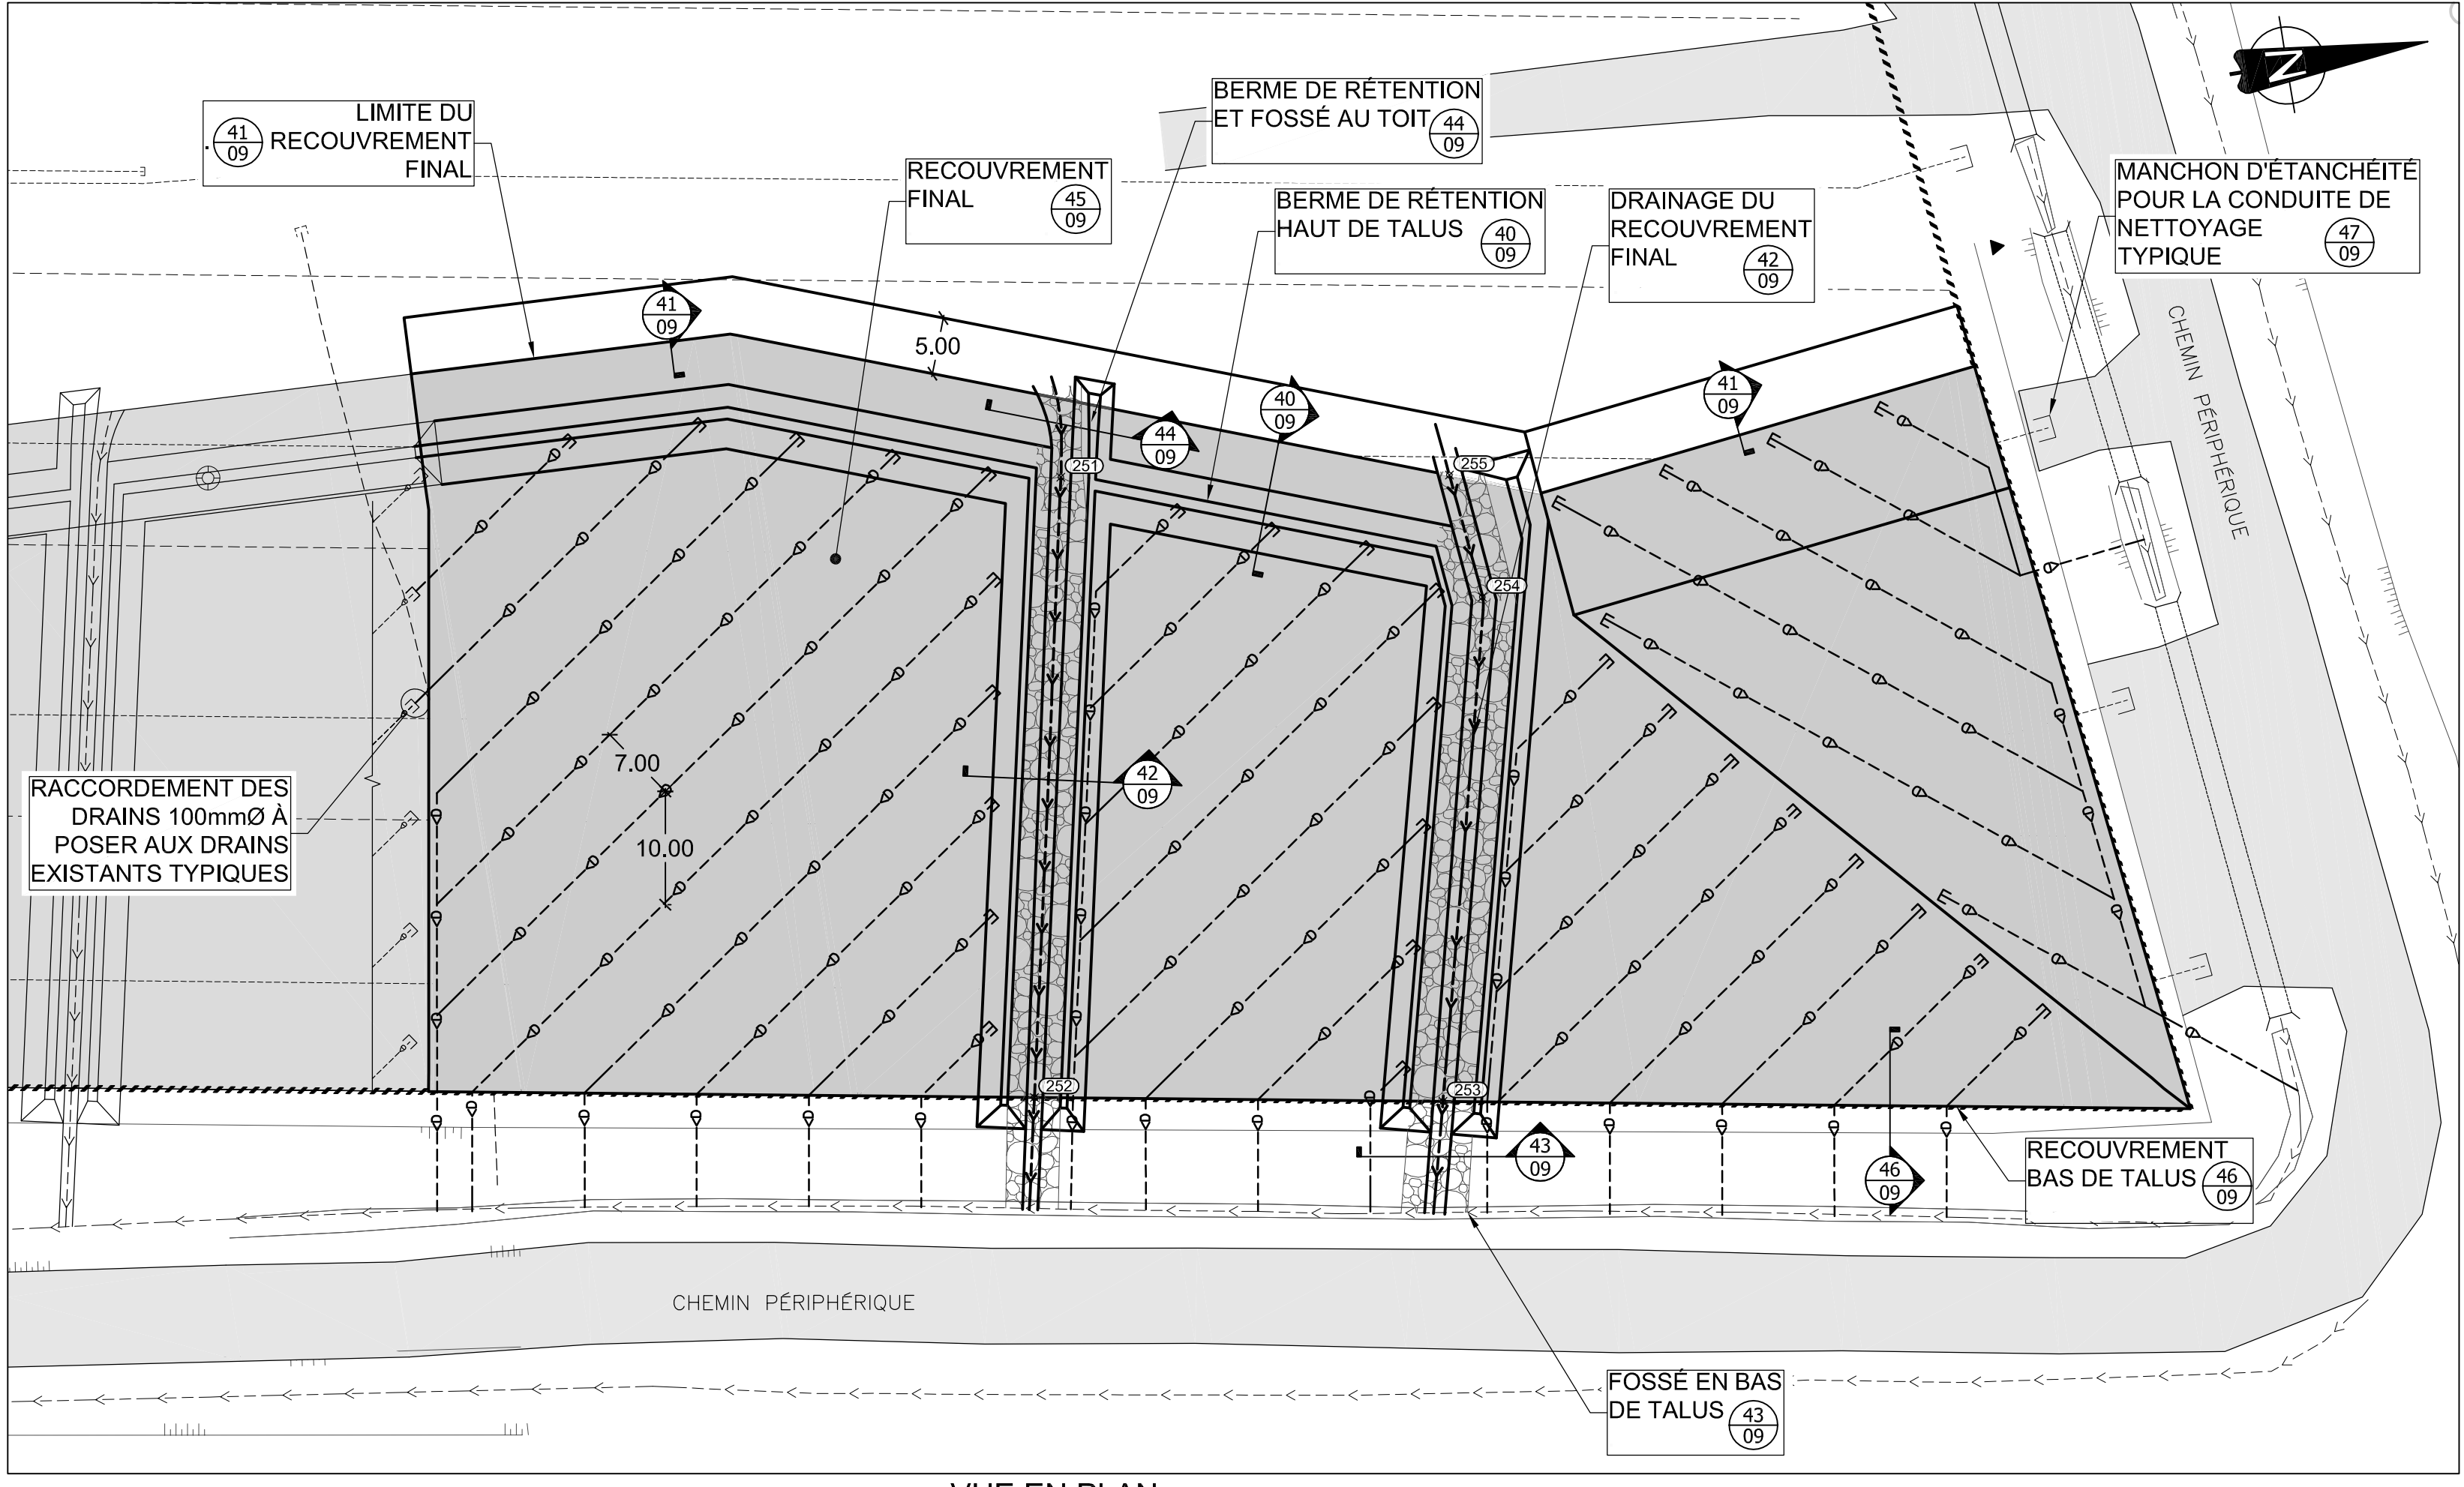 LIMITE DU
RECOUVREMENT
FINAL
41
09
BERME DE RÉTENTION
ET FOSSÉ AU TOIT
44
09
RECOUVREMENT
FINAL
45
09
BERME DE RÉTENTION
HAUT DE TALUS
40
09
DRAINAGE DU
RECOUVREMENT
FINAL
42
09
MANCHON D'ÉTANCHÉITÉ
POUR LA CONDUITE DE
NETTOYAGE
TYPIQUE
47
09
N
CHEMIN PÉRIPHÉRIQUE
41
09
5.00
40
09
41
09
44
09
251
255
254
7.00
10.00
42
09
RACCORDEMENT DES
DRAINS 100mmØ À
POSER AUX DRAINS
EXISTANTS TYPIQUES
252
253
43
09
46
09
RECOUVREMENT
BAS DE TALUS
46
09
CHEMIN PÉRIPHÉRIQUE
FOSSÉ EN BAS
DE TALUS
43
09
VUE EN PLAN